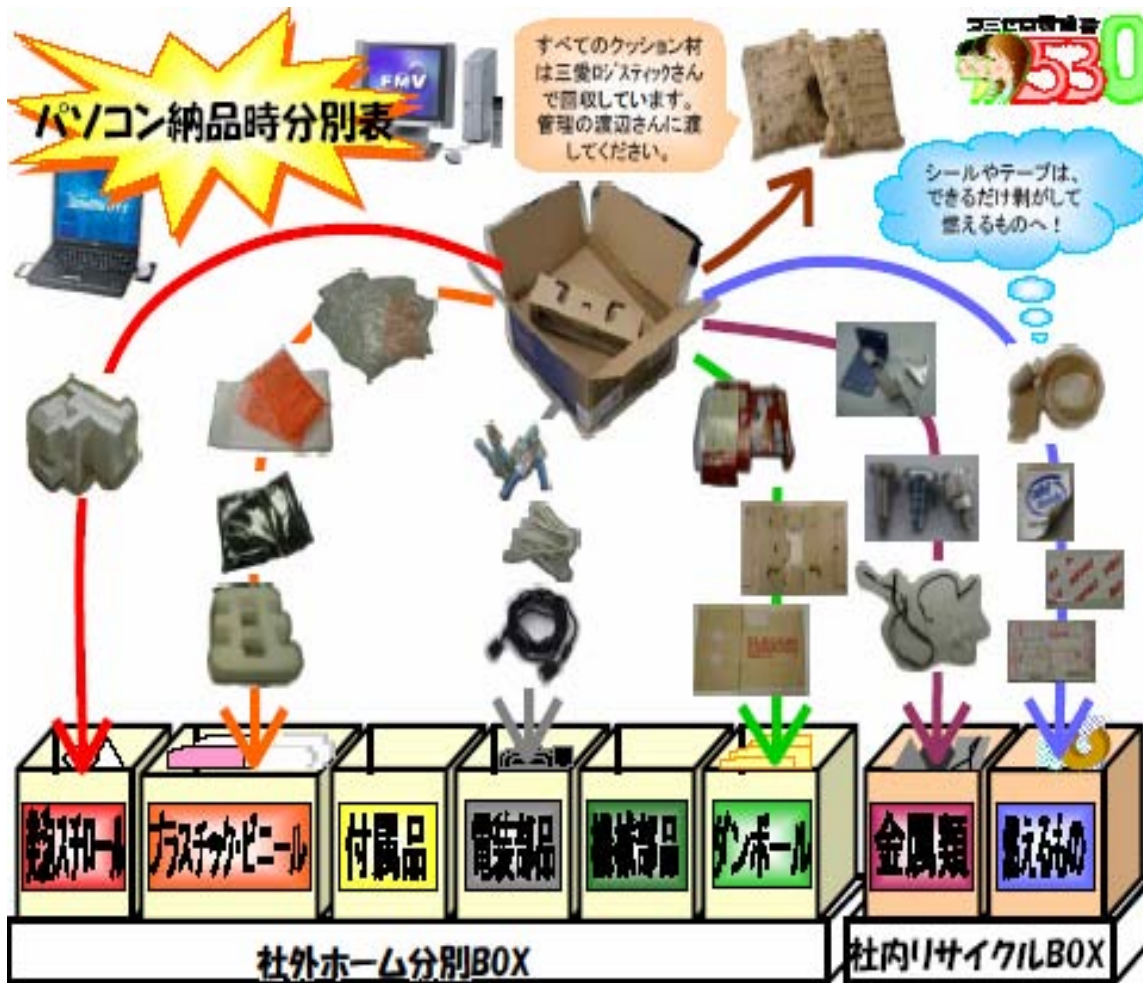 パソコン納品時分別表
FMV
すべてのクッション材
は三愛ロジスティックさん
で回収しています。
管理の渡辺さんに渡
してください。
530
シールやテープは、
できるだけ剥がして
燃えるものへ！
発泡スチロール
プラスチック・ビニール
付属品
電装部品
機械部品
ダンボール
金属類
燃えるもの
社外ホーム分別BOX
社内リサイクルBOX